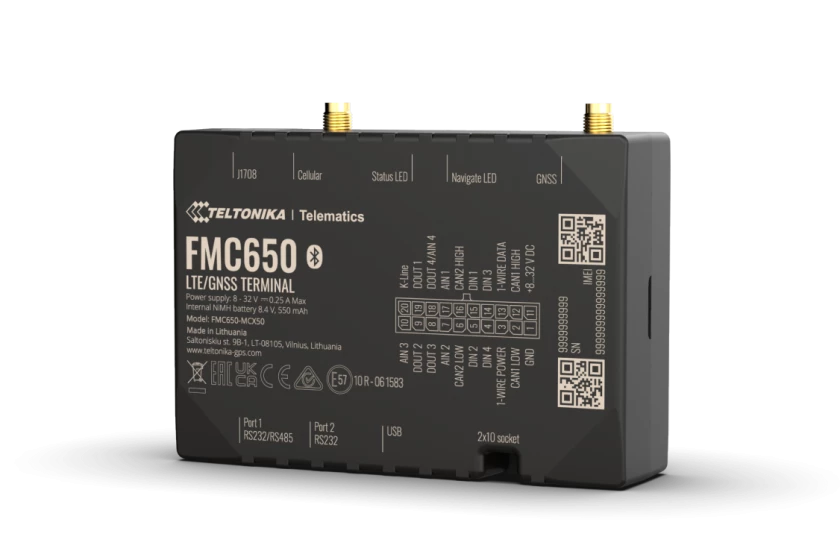 J1708
Cellular
Status LED
Navigate LED
GNSS
TELTONIKA | Telematics
FMC650
LTE/GNSS TERMINAL
Power supply: 8 - 32 V ⎓ 0.25 A Max
Internal NiMH battery 8.4 V, 550 mAh
Model: FMC650-MCX50
Made in Lithuania
Saltoniskiu st. 9B-1, LT-08105, Vilnius, Lithuania
www.teltonika-gps.com
EAC UK CA CE E57 10 R - 061583
K-Line
DOUT 1
DOUT 4/AIN 4
AIN 1
CAN2 HIGH
DIN 1
DIN 3
1-WIRE DATA
CAN1 HIGH
+8...32 V DC
20 19 18 17 16 15 14 13 12 11
10 9 8 7 6 5 4 3 2 1
AIN 3
DOUT 2
DOUT 3
AIN 2
CAN2 LOW
DIN 2
DIN 4
1-WIRE POWER
CAN1 LOW
GND
IMEI
999999999999999
9999999999
SN
Port 1
RS232/RS485
Port 2
RS232
USB
2x10 socket